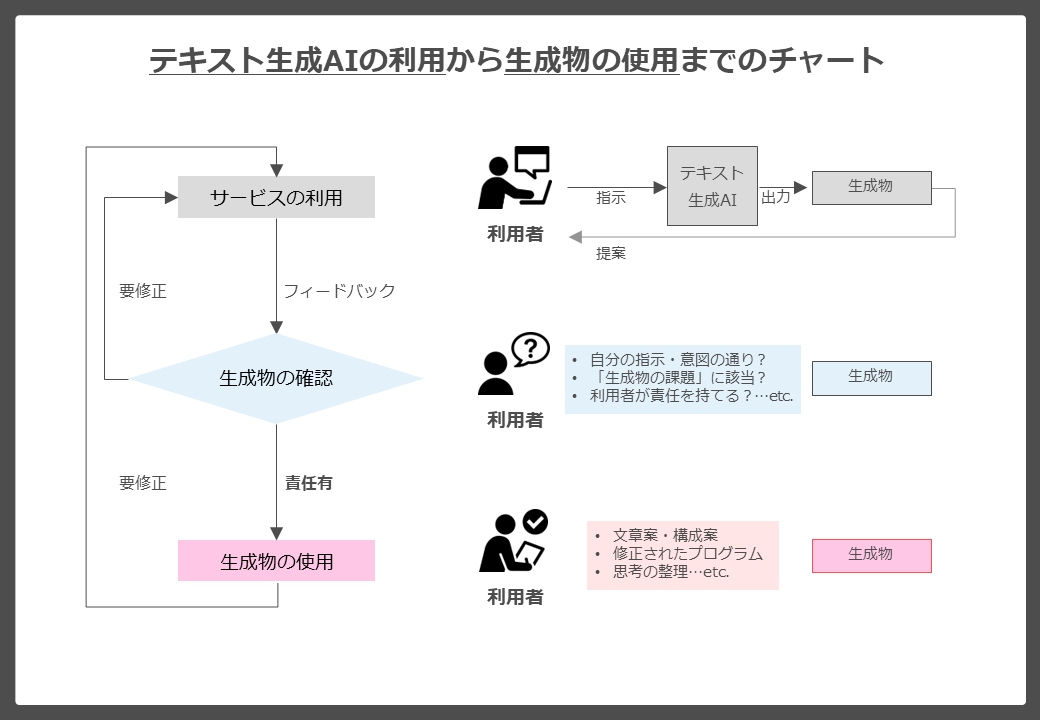 テキスト生成AIの利用から生成物の使用までのチャート
サービスの利用
要修正
フィードバック
生成物の確認
要修正
責任有
生成物の使用
利用者
指示
テキスト
生成AI
出力
生成物
提案
?
利用者
• 自分の指示・意図の通り？
• 「生成物の課題」に該当？
• 利用者が責任を持てる？…etc.
生成物
利用者
• 文章案・構成案
• 修正されたプログラム
• 思考の整理…etc.
生成物